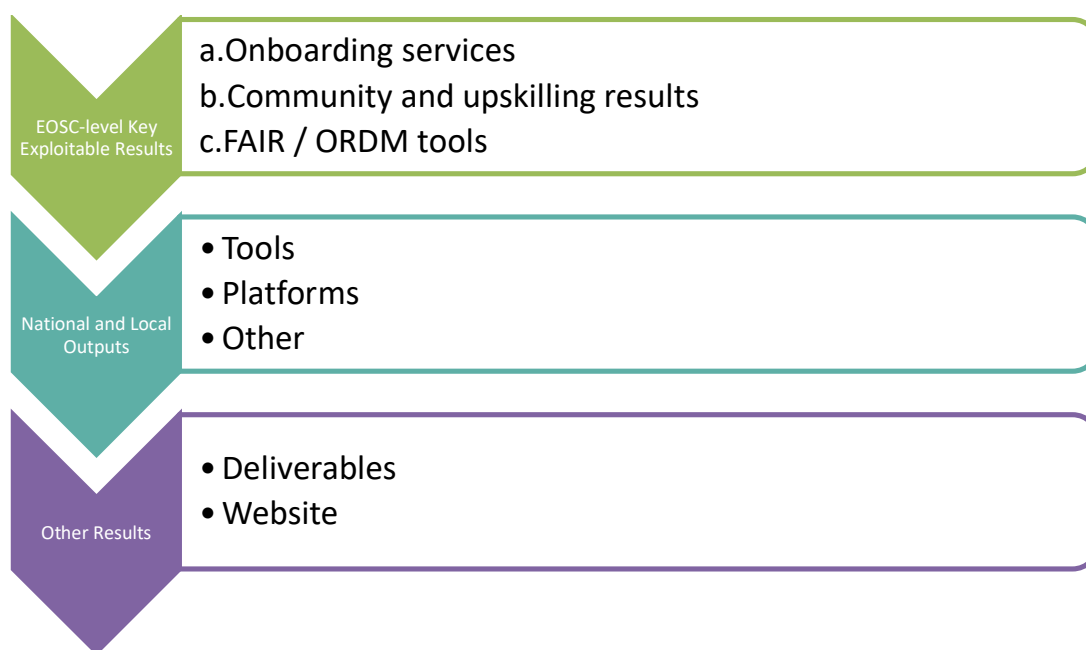 EOSC-level Key
Exploitable Results
a.Onboarding services
b.Community and upskilling results
c.FAIR / ORDM tools
National and Local
Outputs
• Tools
• Platforms
• Other
Other Results
• Deliverables
• Website